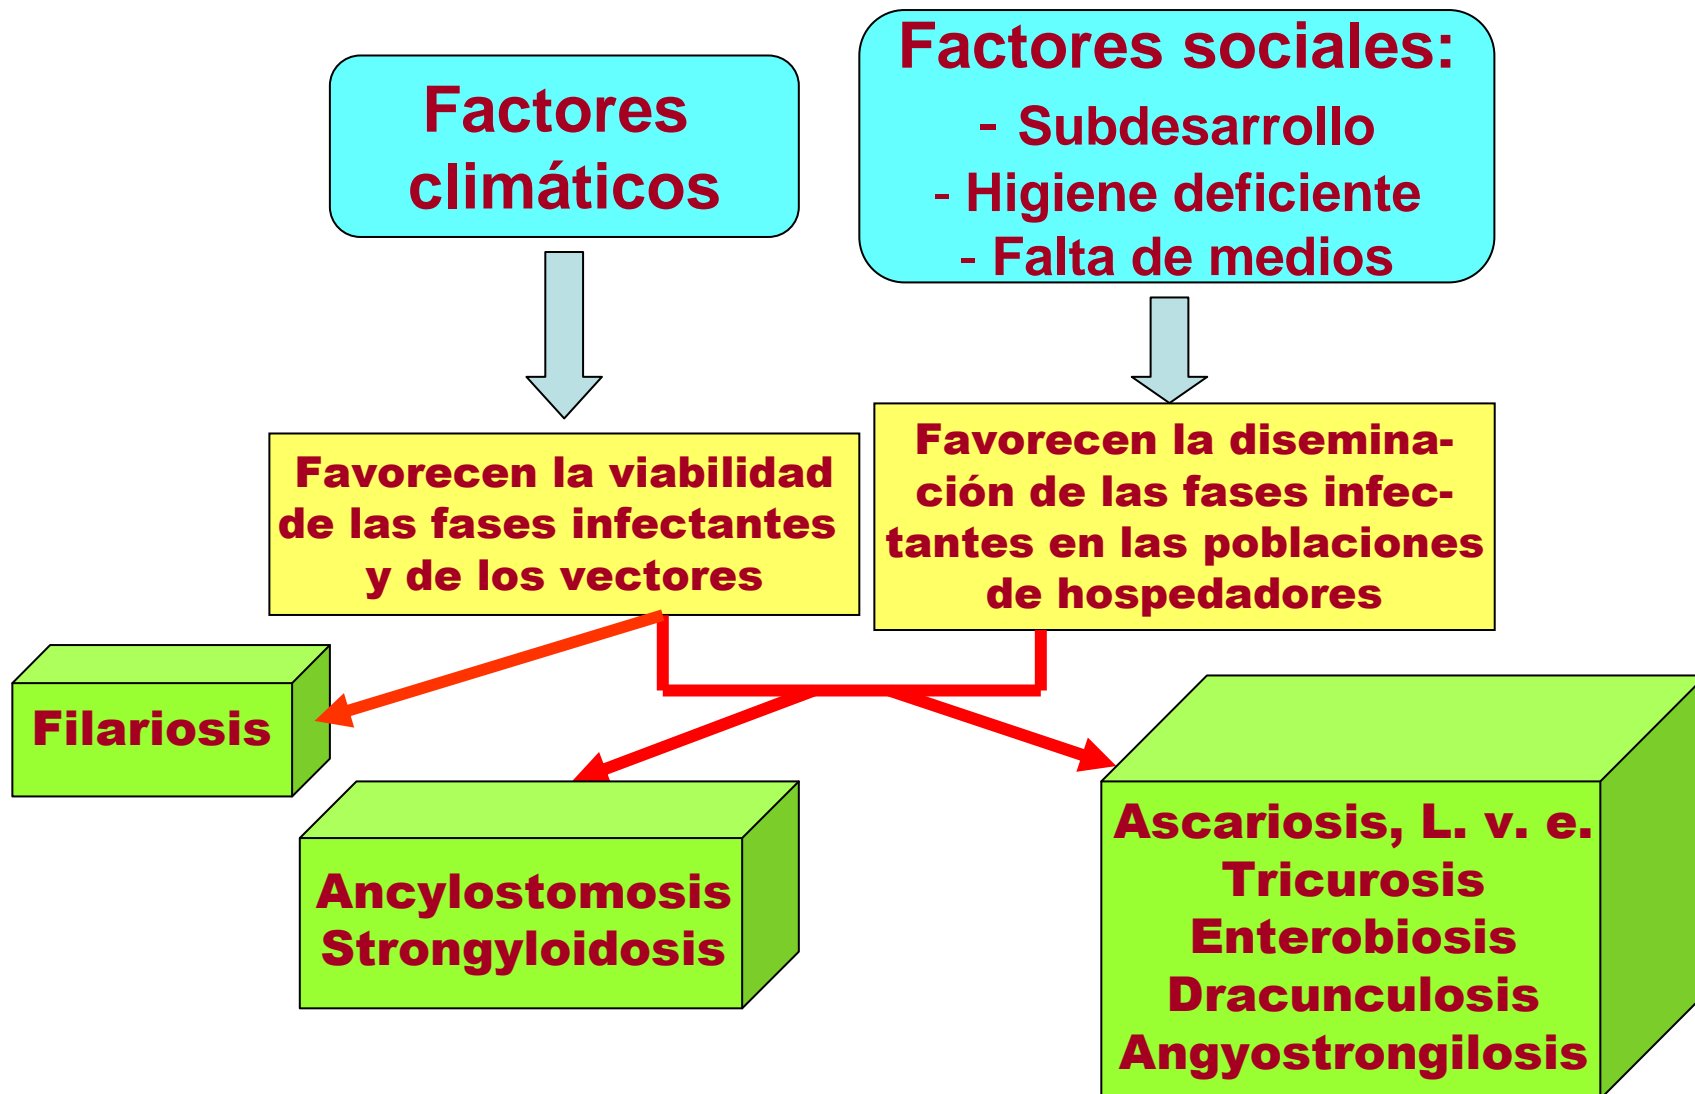 Factores
climáticos
Factores sociales:
- Subdesarrollo
- Higiene deficiente
- Falta de medios
Favorecen la viabilidad
de las fases infectantes
y de los vectores
Favorecen la disemina-
ción de las fases infec-
tantes en las poblaciones
de hospedadores
Filariosis
Ancylostomosis
Strongyloidosis
Ascariosis, L. v. e.
Tricurosis
Enterobiosis
Dracunculosis
Angyostrongilosis